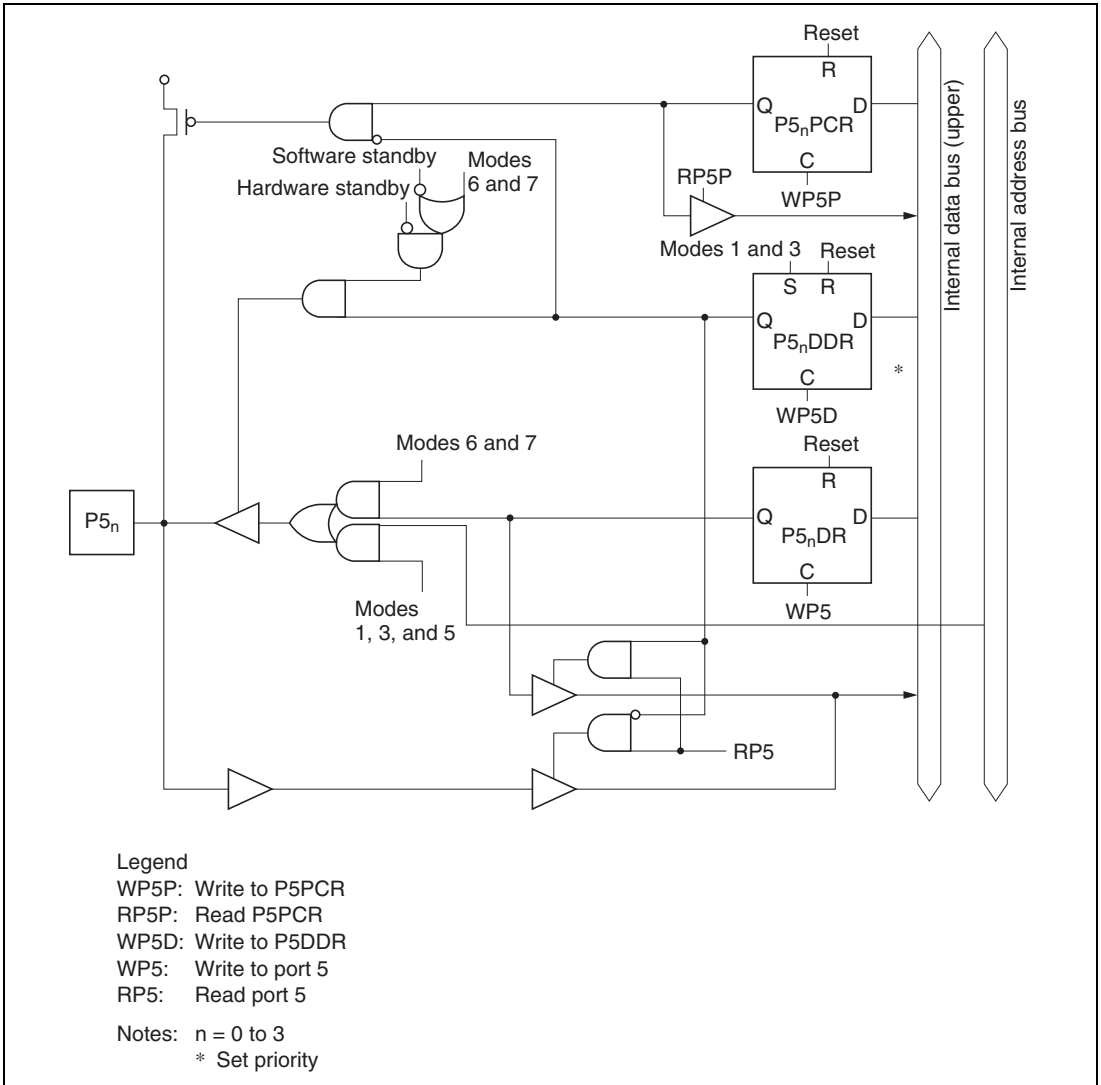 Reset
R
Q
D
P5nPCR
C
WP5P
RP5P
Software standby
Hardware standby
Modes
6 and 7
Modes 1 and 3
Reset
S
R
Q
D
P5nDDR
C
WP5D
*
Internal data bus (upper)
Internal address bus
Modes 6 and 7
Reset
R
Q
D
P5nDR
C
WP5
P5n
Modes
1, 3, and 5
RP5
Legend
WP5P: Write to P5PCR
RP5P: Read P5PCR
WP5D: Write to P5DDR
WP5: Write to port 5
RP5: Read port 5
Notes: n = 0 to 3
* Set priority